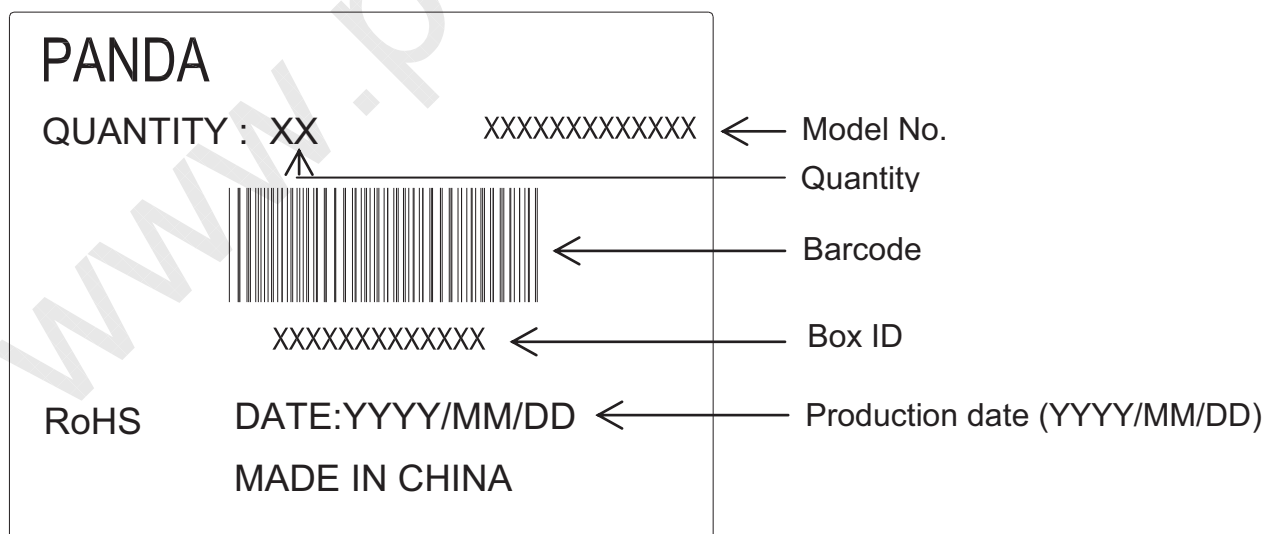 PANDA
QUANTITY : XX XXXXXXXXXXXXX Model No.
Quantity
Barcode
XXXXXXXXXXXXX Box ID
RoHS DATE:YYYY/MM/DD Production date (YYYY/MM/DD)
MADE IN CHINA
www.p